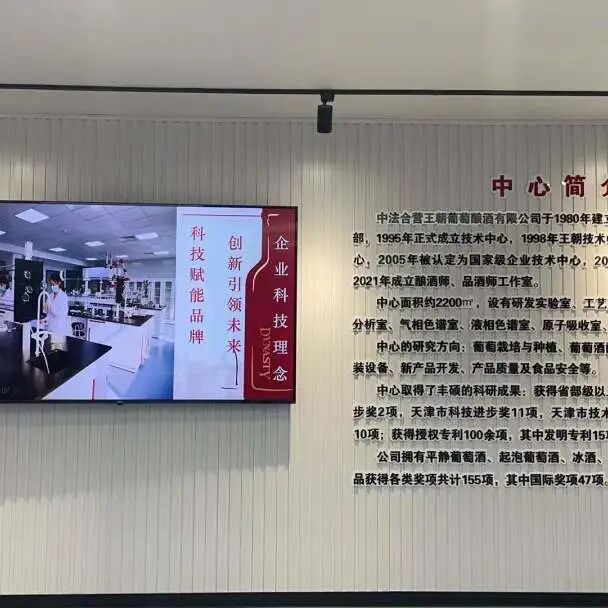 企业科技理念
创新引领未来
科技赋能品牌
DYNASTY
中心简介
中法合营王朝葡萄酿酒有限公司于1980年建立
部，1995年正式成立技术中心，1998年王朝技术中
心，2005年被认定为国家级企业技术中心，20
2021年成立酿酒师、品酒师工作室。
中心面积约2200㎡，设有研发实验室、工艺
分析室、气相色谱室、液相色谱室、原子吸收室、
中心的研究方向：葡萄栽培与种植、葡萄酒酿
装设备、新产品开发、产品质量及食品安全等。
中心取得了丰硕的科研成果：获得省部级以上
步奖2项，天津市科技进步奖11项，天津市技术
10项；获得授权专利100余项，其中发明专利15项
公司拥有平静葡萄酒、起泡葡萄酒、冰酒、
品获得各类奖项共计155项，其中国际奖项47项。